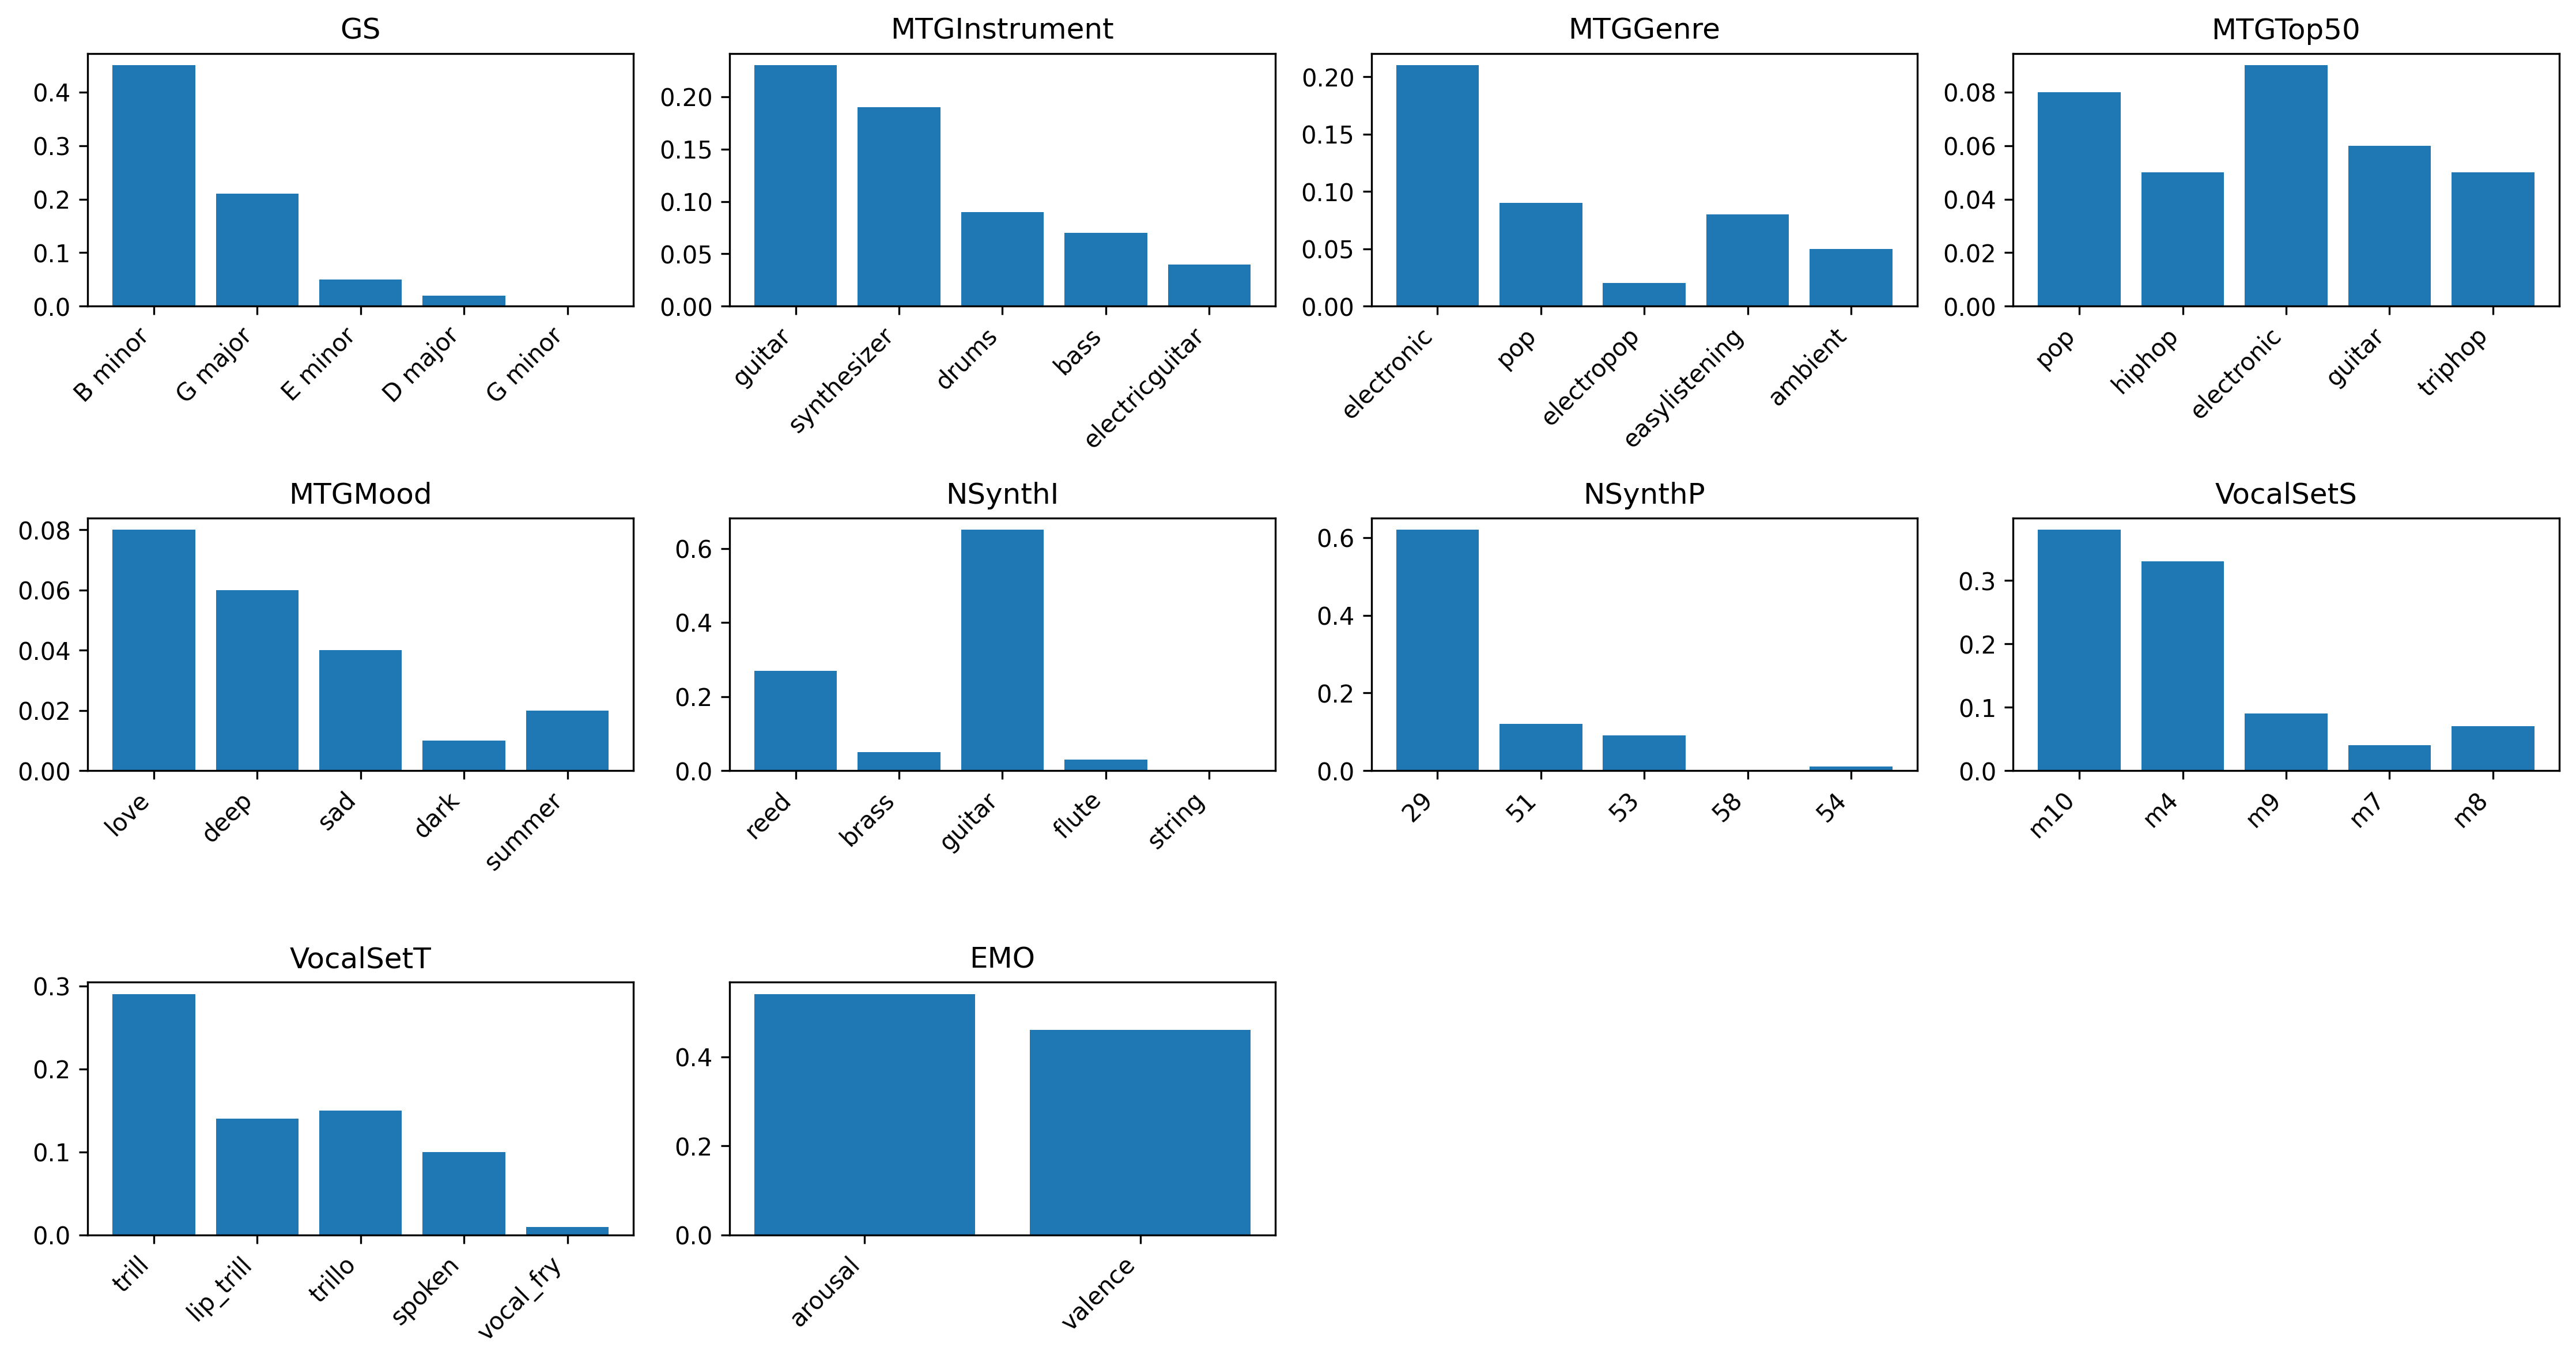 GS
0.4
0.3
0.2
0.1
0.0
B minor
G major
E minor
D major
G minor
MTGInstrument
0.20
0.15
0.10
0.05
0.00
guitar
synthesizer
drums
bass
electricguitar
MTGGenre
0.20
0.15
0.10
0.05
0.00
electronic
pop
electropop
easylistening
ambient
MTGTop50
0.08
0.06
0.04
0.02
0.00
pop
hiphop
electronic
guitar
triphop
MTGMood
0.08
0.06
0.04
0.02
0.00
love
deep
sad
dark
summer
NSynthI
0.6
0.4
0.2
0.0
reed
brass
guitar
flute
string
NSynthP
0.6
0.4
0.2
0.0
29
51
53
58
54
VocalSetS
0.3
0.2
0.1
0.0
m10
m4
m9
m7
m8
VocalSetT
0.3
0.2
0.1
0.0
trill
lip_trill
trillo
spoken
vocal_fry
EMO
0.4
0.2
0.0
arousal
valence